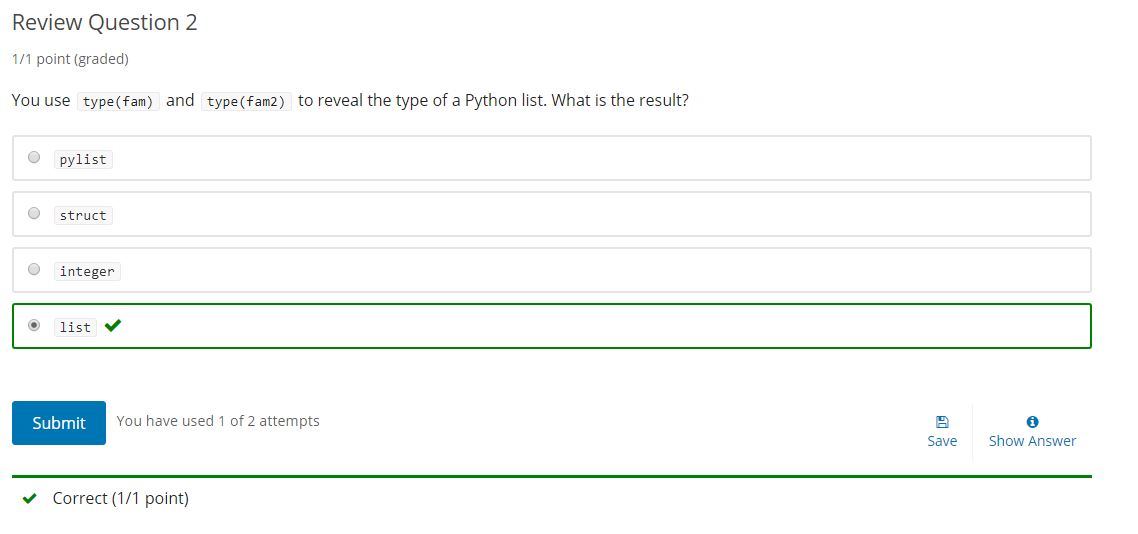 Review Question 2
1/1 point (graded)
You use type(fam) and type(fam2) to reveal the type of a Python list. What is the result?
pylist
struct
integer
list
Submit
You have used 1 of 2 attempts
Save
Show Answer
Correct (1/1 point)